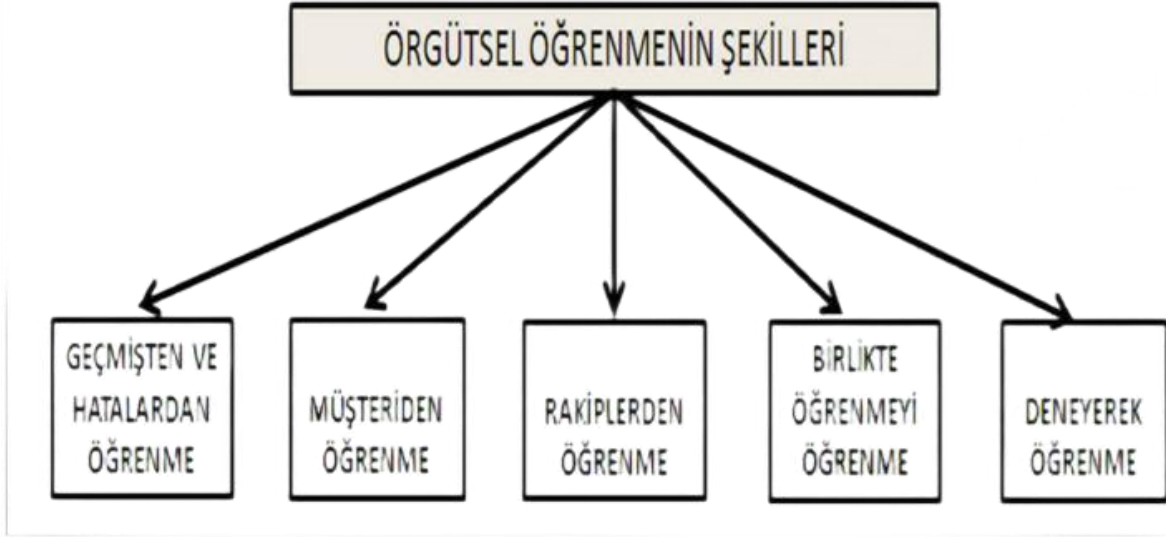 ÖRGÜTSEL ÖĞRENMENİN ŞEKİLLERİ
GEÇMİŞTEN VE
HATALARDAN
ÖĞRENME
MÜŞTERİDEN
ÖĞRENME
RAKİPLERDEN
ÖĞRENME
BİRLİKTE
ÖĞRENMEYİ
ÖĞRENME
DENEYEREK
ÖĞRENME